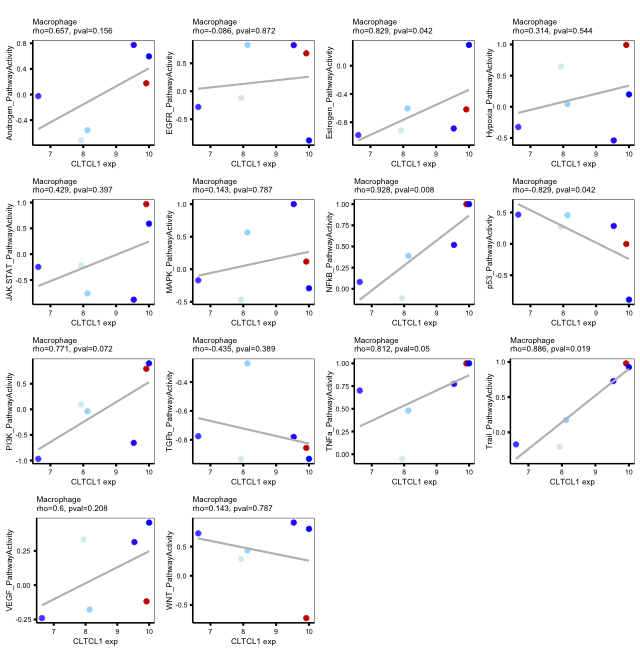 Macrophage
rho=0.657, pval=0.156
Androgen_PathwayActivity
0.8
0.4
0.0
-0.4
7 8 9 10
CLTCL1 exp
Macrophage
rho=-0.086, pval=0.872
EGFR_PathwayActivity
1.0
0.5
0.0
-0.5
7 8 9 10
CLTCL1 exp
Macrophage
rho=0.829, pval=0.042
Estrogen_PathwayActivity
0.0
-0.4
-0.8
7 8 9 10
CLTCL1 exp
Macrophage
rho=0.314, pval=0.544
Hypoxia_PathwayActivity
1.0
0.5
0.0
-0.5
7 8 9 10
CLTCL1 exp
Macrophage
rho=0.429, pval=0.397
JAK-STAT_PathwayActivity
1.0
0.5
0.0
-0.5
7 8 9 10
CLTCL1 exp
Macrophage
rho=0.143, pval=0.787
MAPK_PathwayActivity
1.0
0.5
0.0
-0.5
7 8 9 10
CLTCL1 exp
Macrophage
rho=0.928, pval=0.008
NFkB_PathwayActivity
1.00
0.75
0.50
0.25
0.00
7 8 9 10
CLTCL1 exp
Macrophage
rho=-0.829, pval=0.042
p53_PathwayActivity
0.5
0.0
-0.5
7 8 9 10
CLTCL1 exp
Macrophage
rho=0.771, pval=0.072
PI3K_PathwayActivity
0.5
0.0
-0.5
-1.0
7 8 9 10
CLTCL1 exp
Macrophage
rho=-0.435, pval=0.389
TGFb_PathwayActivity
-0.4
-0.6
-0.8
7 8 9 10
CLTCL1 exp
Macrophage
rho=0.812, pval=0.05
TNFa_PathwayActivity
1.00
0.75
0.50
0.25
0.00
7 8 9 10
CLTCL1 exp
Macrophage
rho=0.886, pval=0.019
Trail_PathwayActivity
1.0
0.5
0.0
7 8 9 10
CLTCL1 exp
Macrophage
rho=0.6, pval=0.208
VEGF_PathwayActivity
0.25
0.00
-0.25
7 8 9 10
CLTCL1 exp
Macrophage
rho=0.143, pval=0.787
WNT_PathwayActivity
0.5
0.0
-0.5
7 8 9 10
CLTCL1 exp